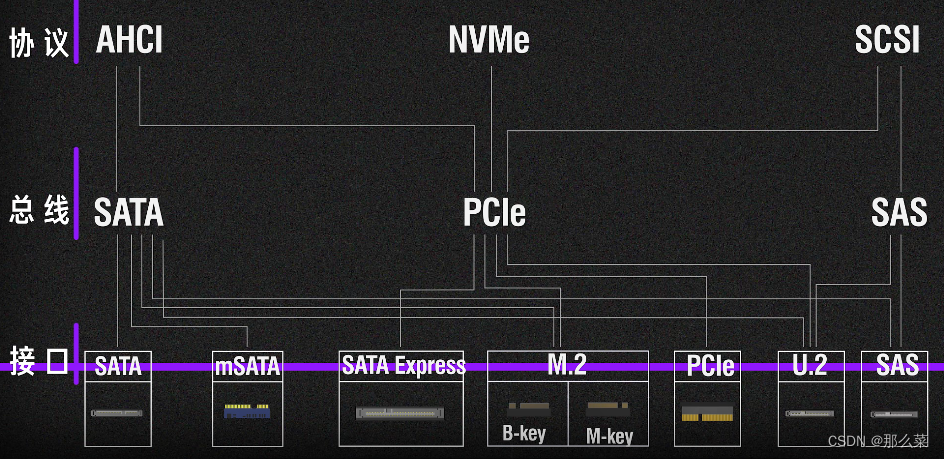 协议 AHCI NVMe SCSI
总线 SATA PCIe SAS
接口 SATA mSATA SATA Express M.2 PCIe U.2 SAS
B-key M-key
CSDN @那么菜